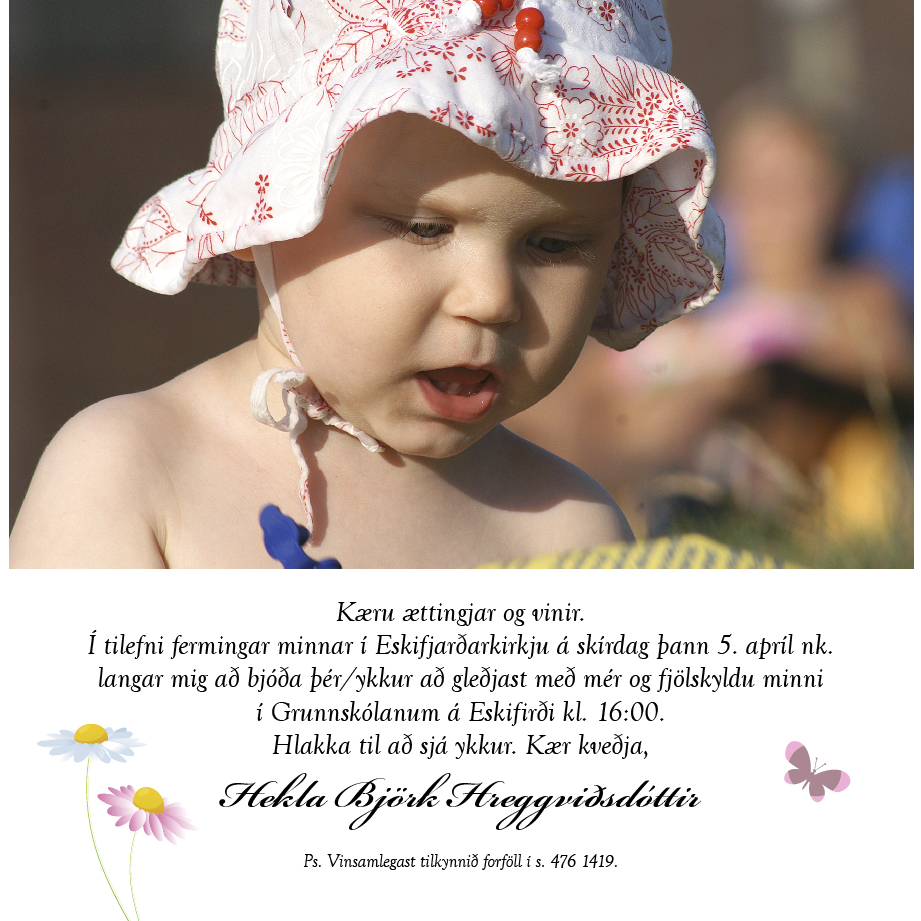 Kæru ættingjar og vinir.
Í tilefni fermingar minnar í Eskifjarðarkirkju á skírdag þann 5. apríl nk.
langar mig að bjóða þér/ykkur að gleðjast með mér og fjölskyldu minni
í Grunnskólanum á Eskifirði kl. 16:00.
Hlakka til að sjá ykkur. Kær kveðja,
Hekla Björk Hreggviðsdóttir
Ps. Vinsamlegast tilkynnið forföll í s. 476 1419.